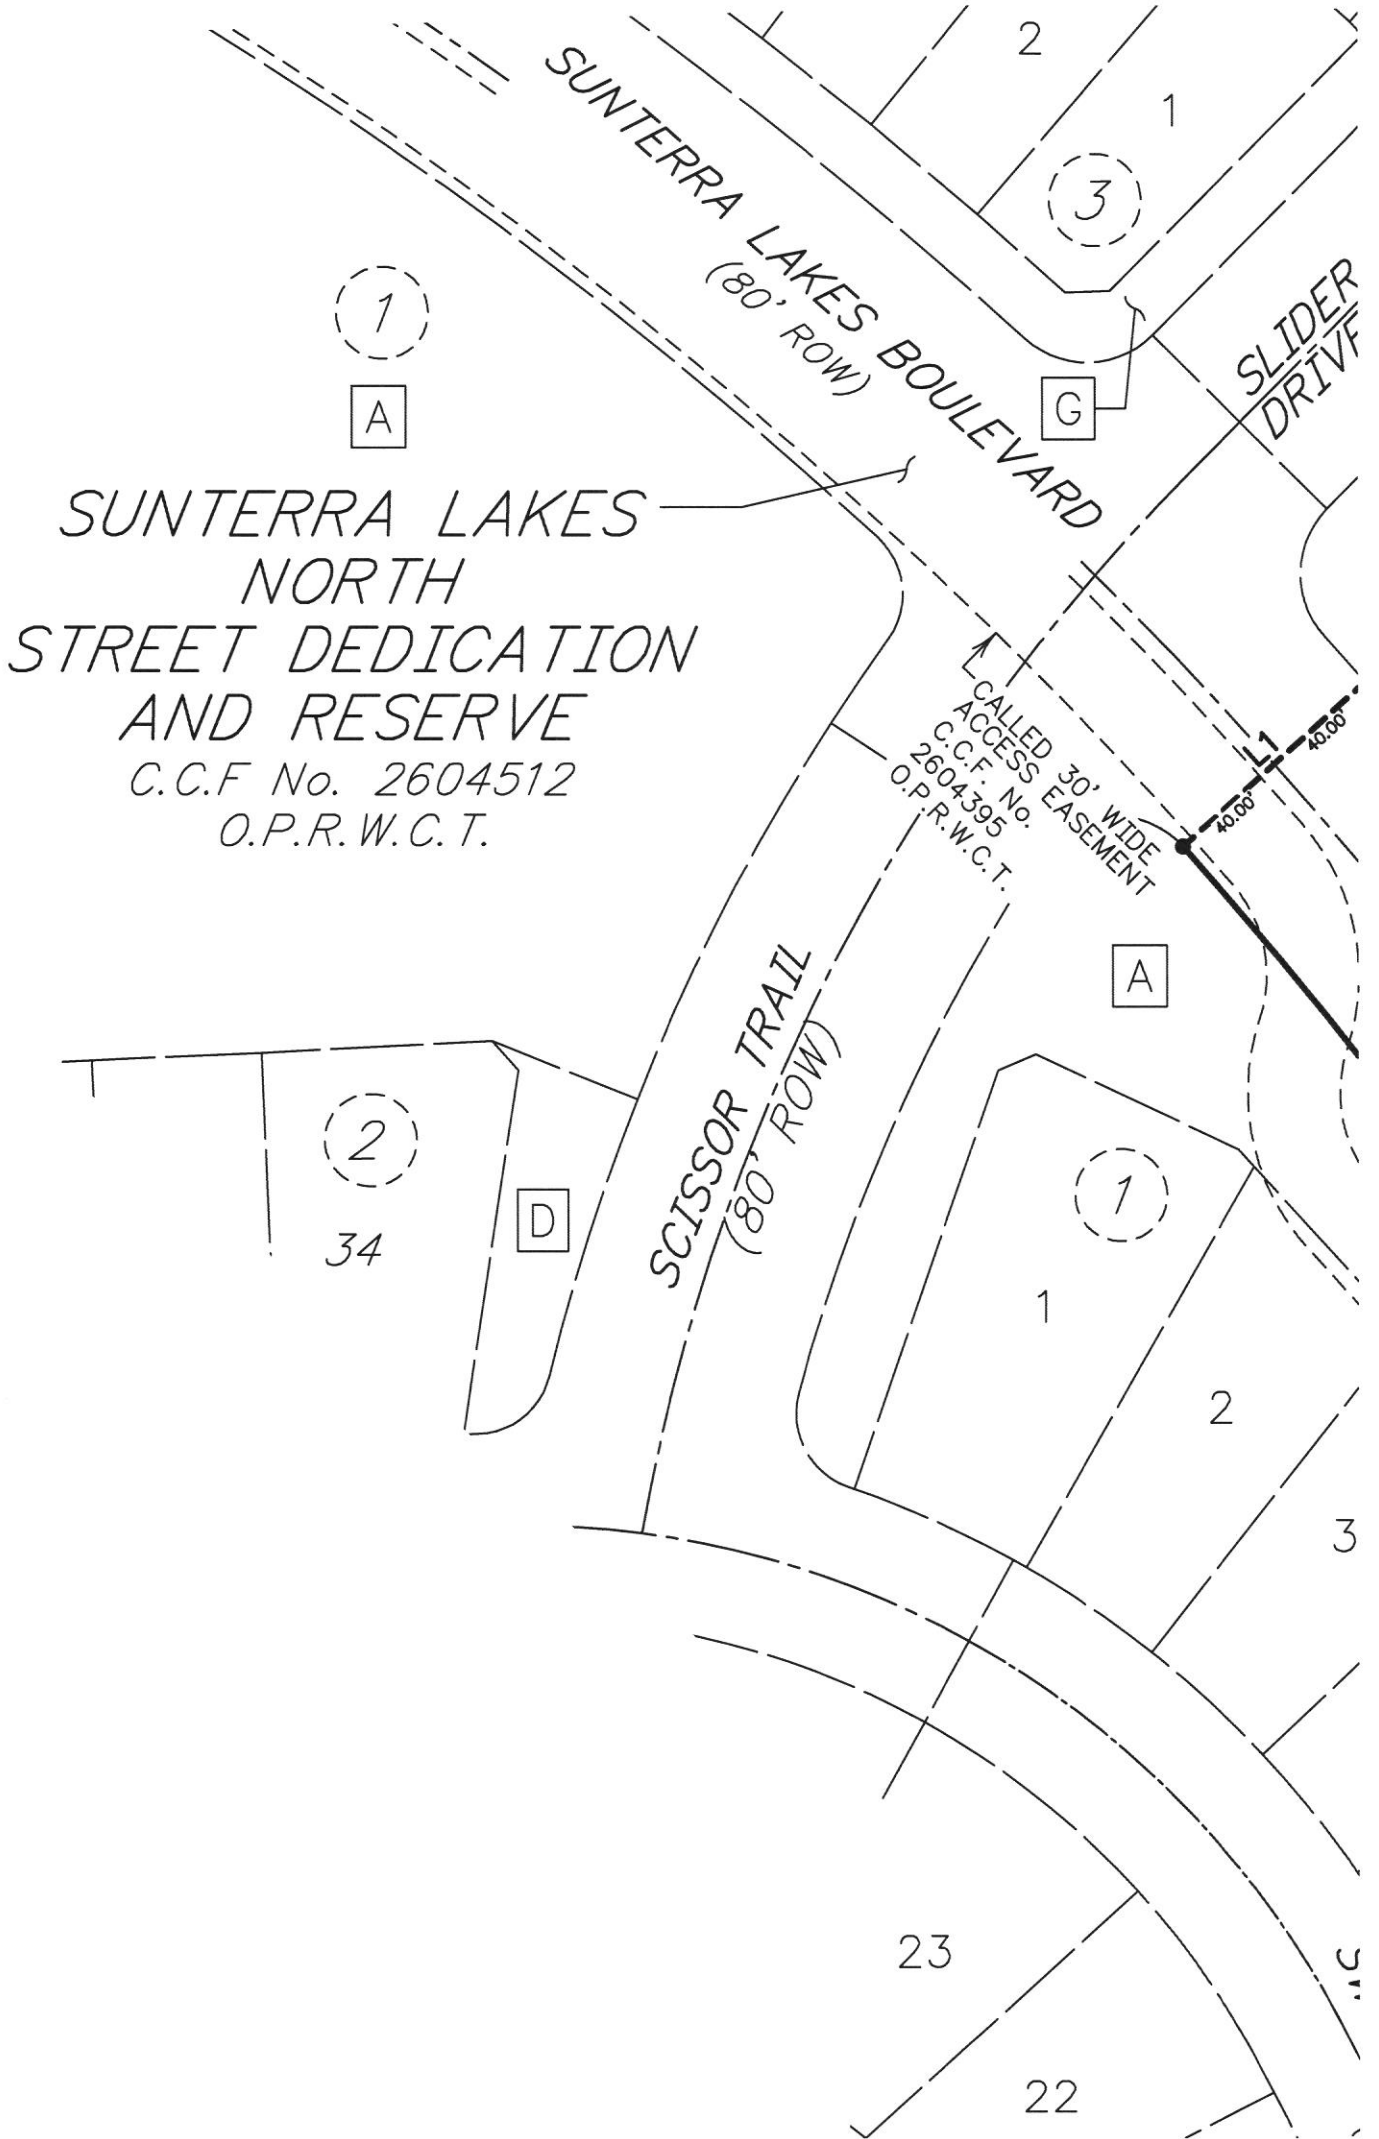 2
1
3
SUNTERRA LAKES BOULEVARD
(80' ROW)
SLIDER
DRIVE
1
A
G
SUNTERRA LAKES
NORTH
STREET DEDICATION
AND RESERVE
C.C.F No. 2604512
O.P.R.W.C.T.
CALLED 30' WIDE
ACCESS EASEMENT
C.C.F. No.
2604395
O.P.R.W.C.T.
L1
40.00'
40.00'
A
SCISSOR TRAIL
(80' ROW)
2
34
D
1
1
2
3
23
22